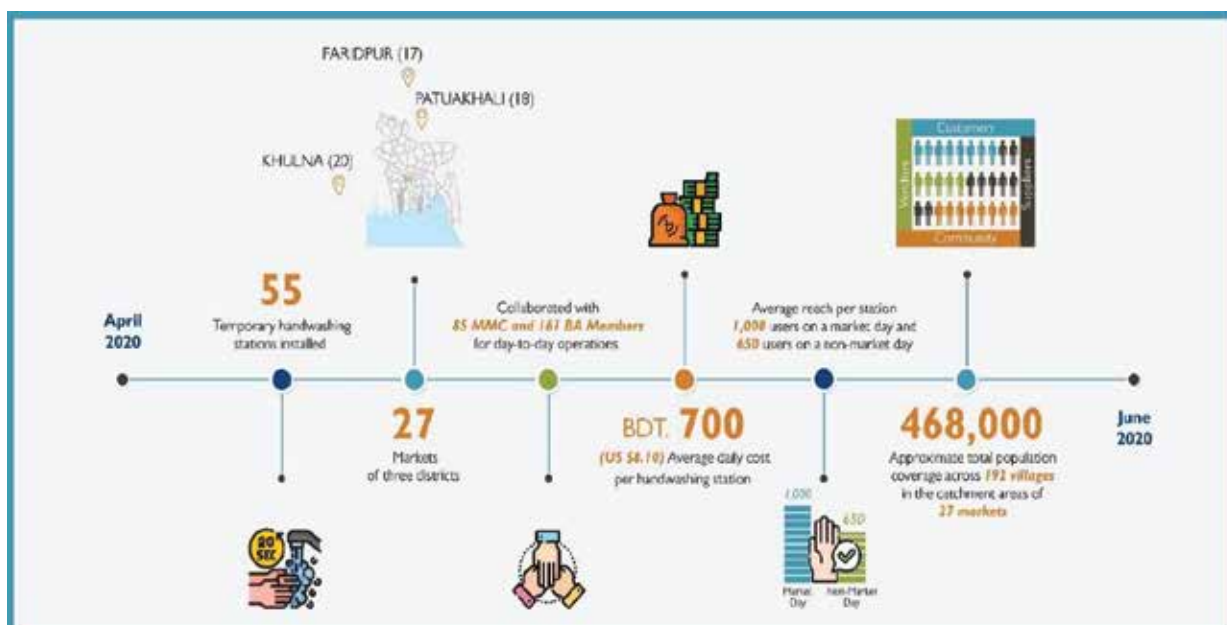 FARIDPUR (17)
PATUAKHALI (18)
KHULNA (20)
Customers
Vendors
Suppliers
Community
April
2020
55
Temporary handwashing
stations installed
27
Markets
of three districts
Collaborated with
85 MMC and 161 BA Members
for day-to-day operations
BDT. 700
(US $8.10) Average daily cost
per handwashing station
Average reach per station
1,000 users on a market day and
650 users on a non-market day
468,000
Approximate total population
coverage across 192 villages
in the catchment areas of
27 markets
June
2020
20
SEC
1,000
650
Market
Day
Non-Market
Day